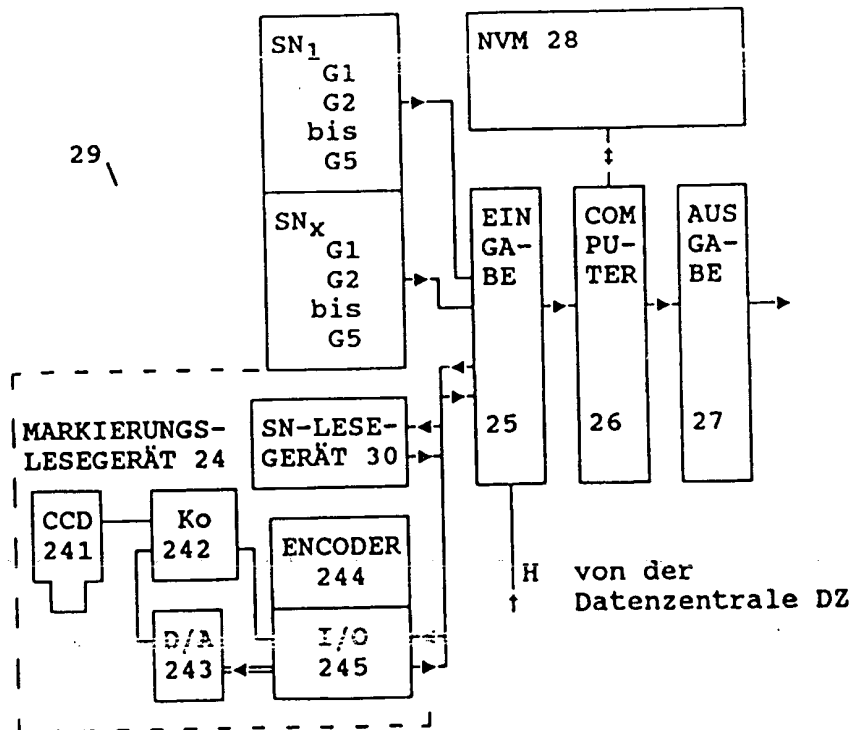 SN1
G1
G2
bis
G5
NVM 28
29
SNX
G1
G2
bis
G5
EIN
GA-
BE
25
COM
PU-
TER
26
AUS
GA-
BE
27
MARKIERUNGS-
LESEGERÄT 24
SN-LESE-
GERÄT 30
CCD
241
Ko
242
ENCODER
244
D/A
243
I/O
245
H von der
Datenzentrale DZ